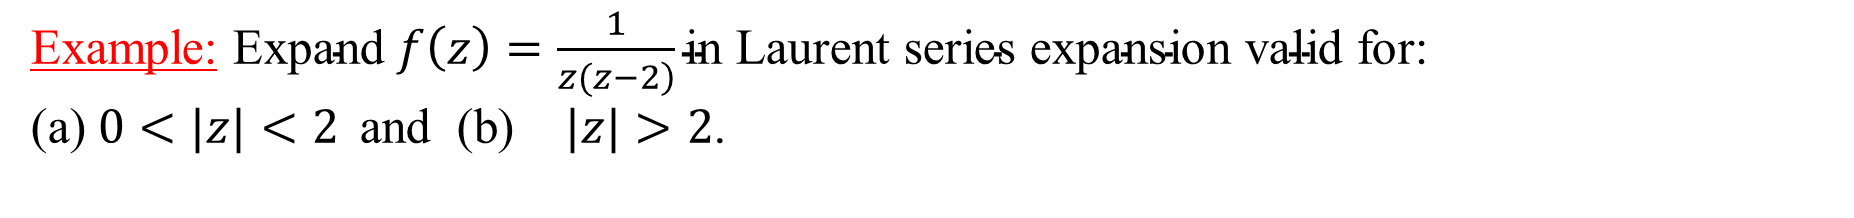 Example: Expand f(z) = 1/(z(z−2)) in Laurent series expansion valid for:
(a) 0 < |z| < 2 and (b) |z| > 2.